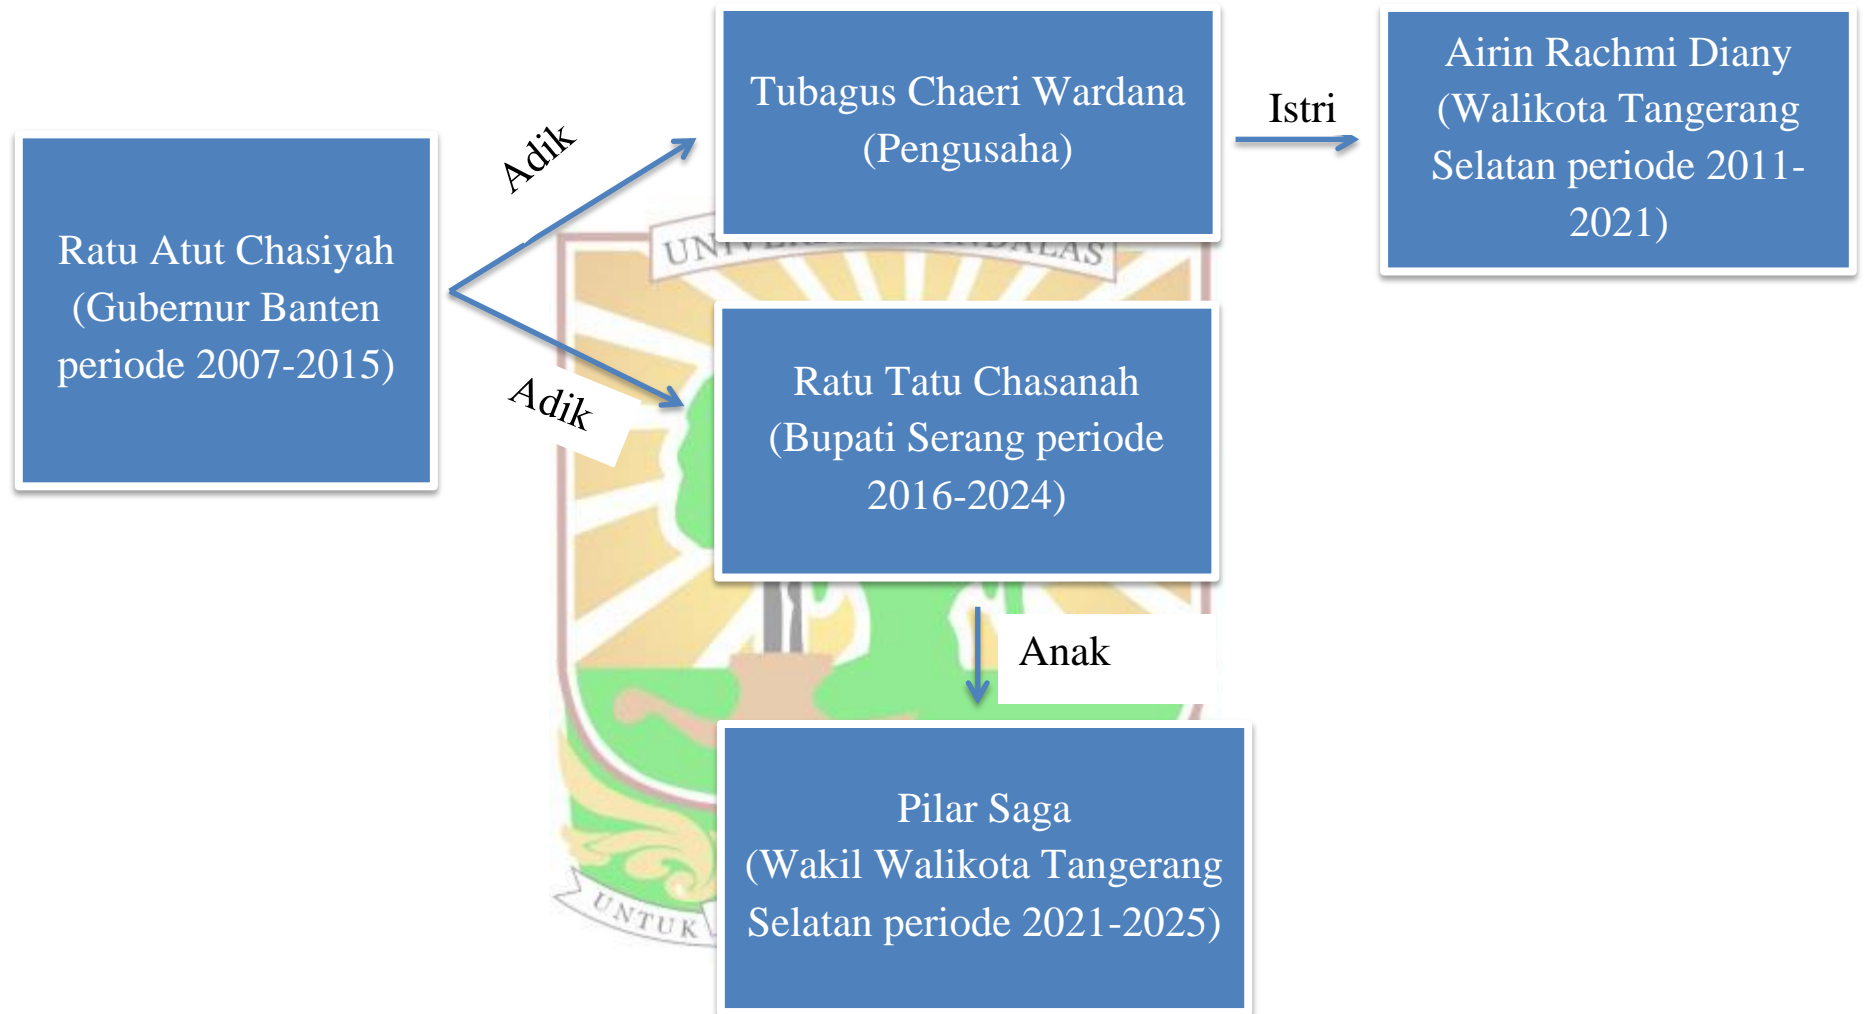 Ratu Atut Chasiyah
(Gubernur Banten
periode 2007-2015)
Adik
Tubagus Chaeri Wardana
(Pengusaha)
Istri
Airin Rachmi Diany
(Walikota Tangerang
Selatan periode 2011-
2021)
Adik
Ratu Tatu Chasanah
(Bupati Serang periode
2016-2024)
Anak
Pilar Saga
(Wakil Walikota Tangerang
Selatan periode 2021-2025)
UNTUK